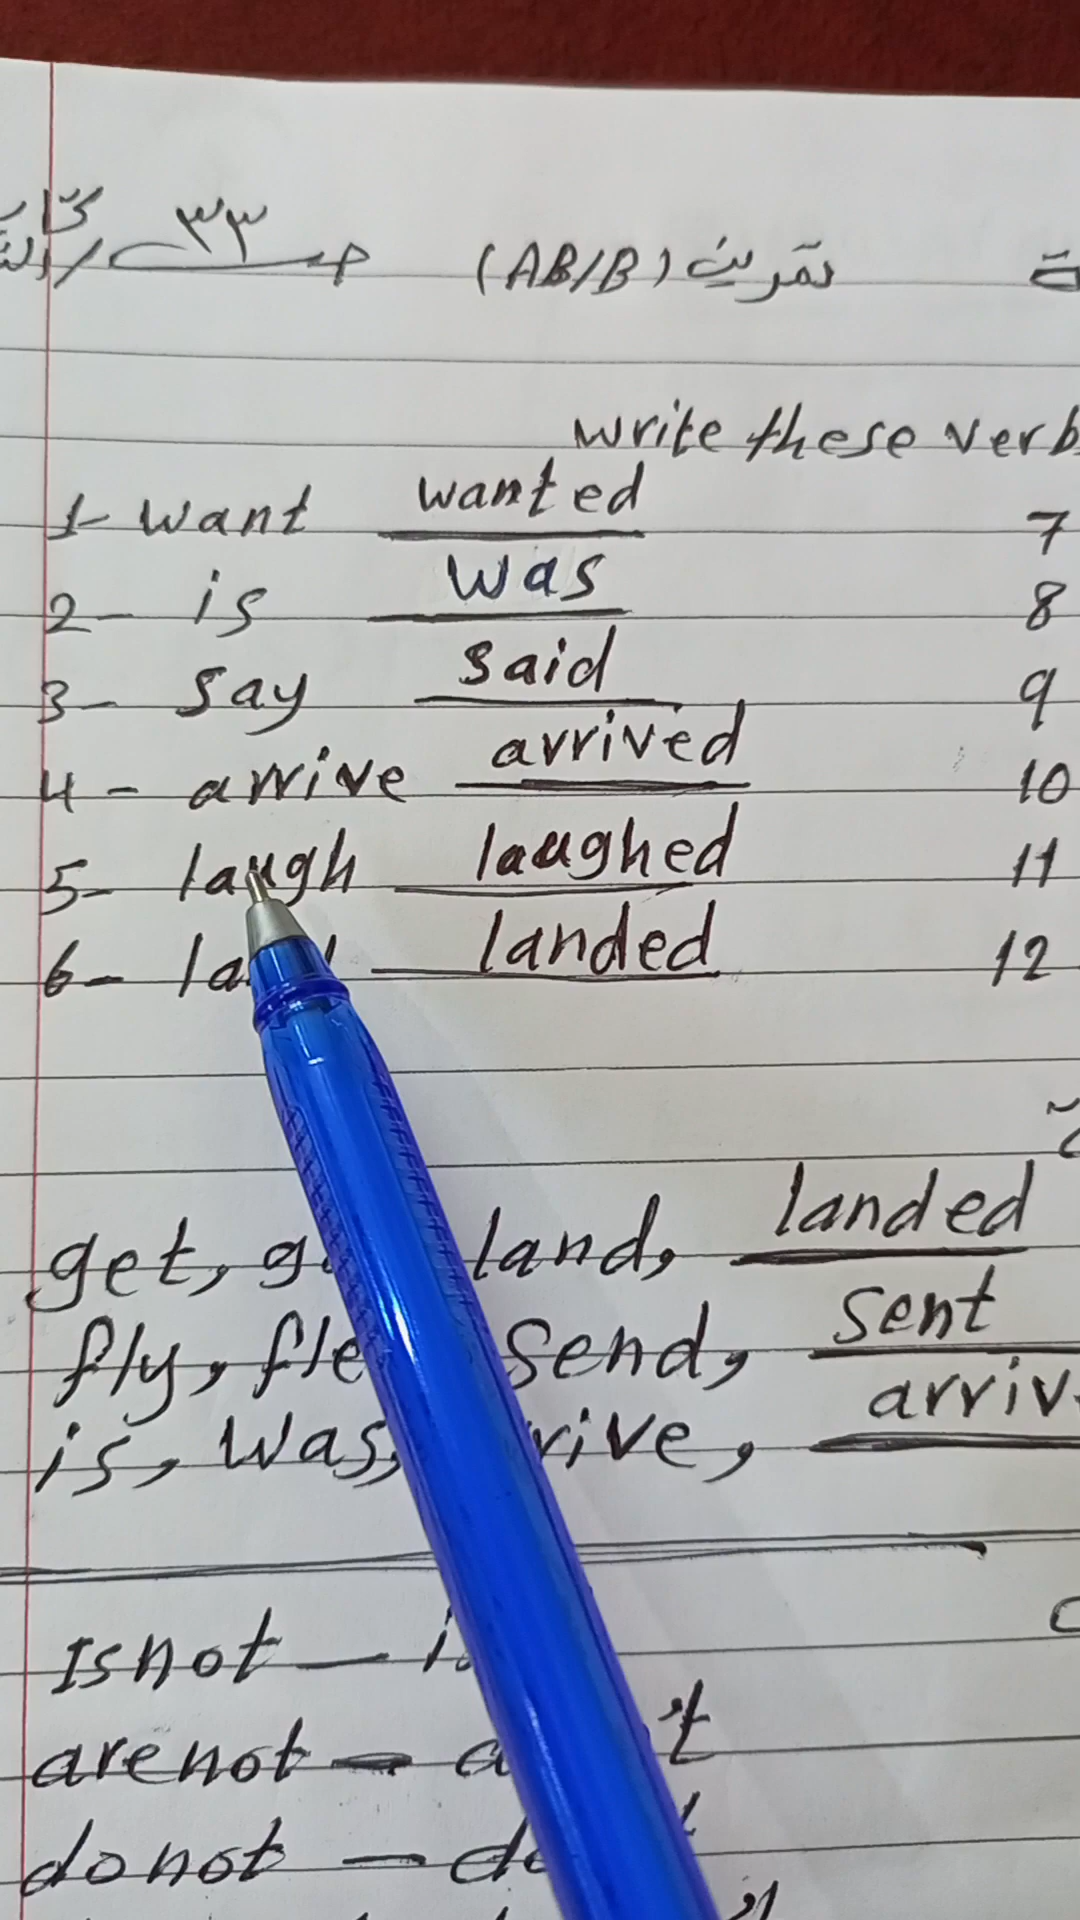 تمرين (AB/B) صـ ٣٣
write these verb
1- want wanted 7
2- is was 8
3- say said 9
4- arrive arrived 10
5- laugh laughed 11
6- landed 12
get, land, landed
fly, send, sent
is, was,
Is not —
are not —
do not —